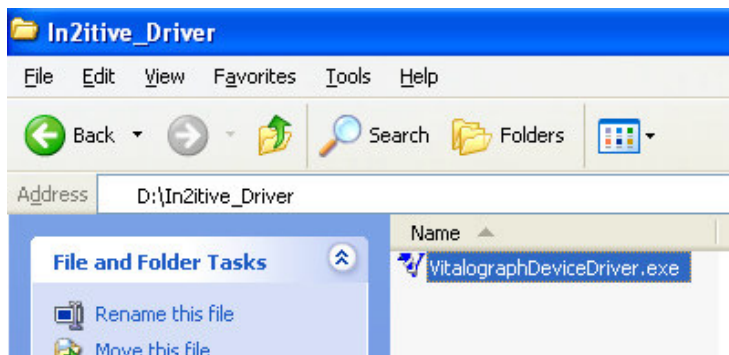 In2itive_Driver
File Edit View Favorites Tools Help
Back Search Folders
Address D:\In2itive_Driver
Name
File and Folder Tasks
VitalographDeviceDriver.exe
Rename this file
Move this file